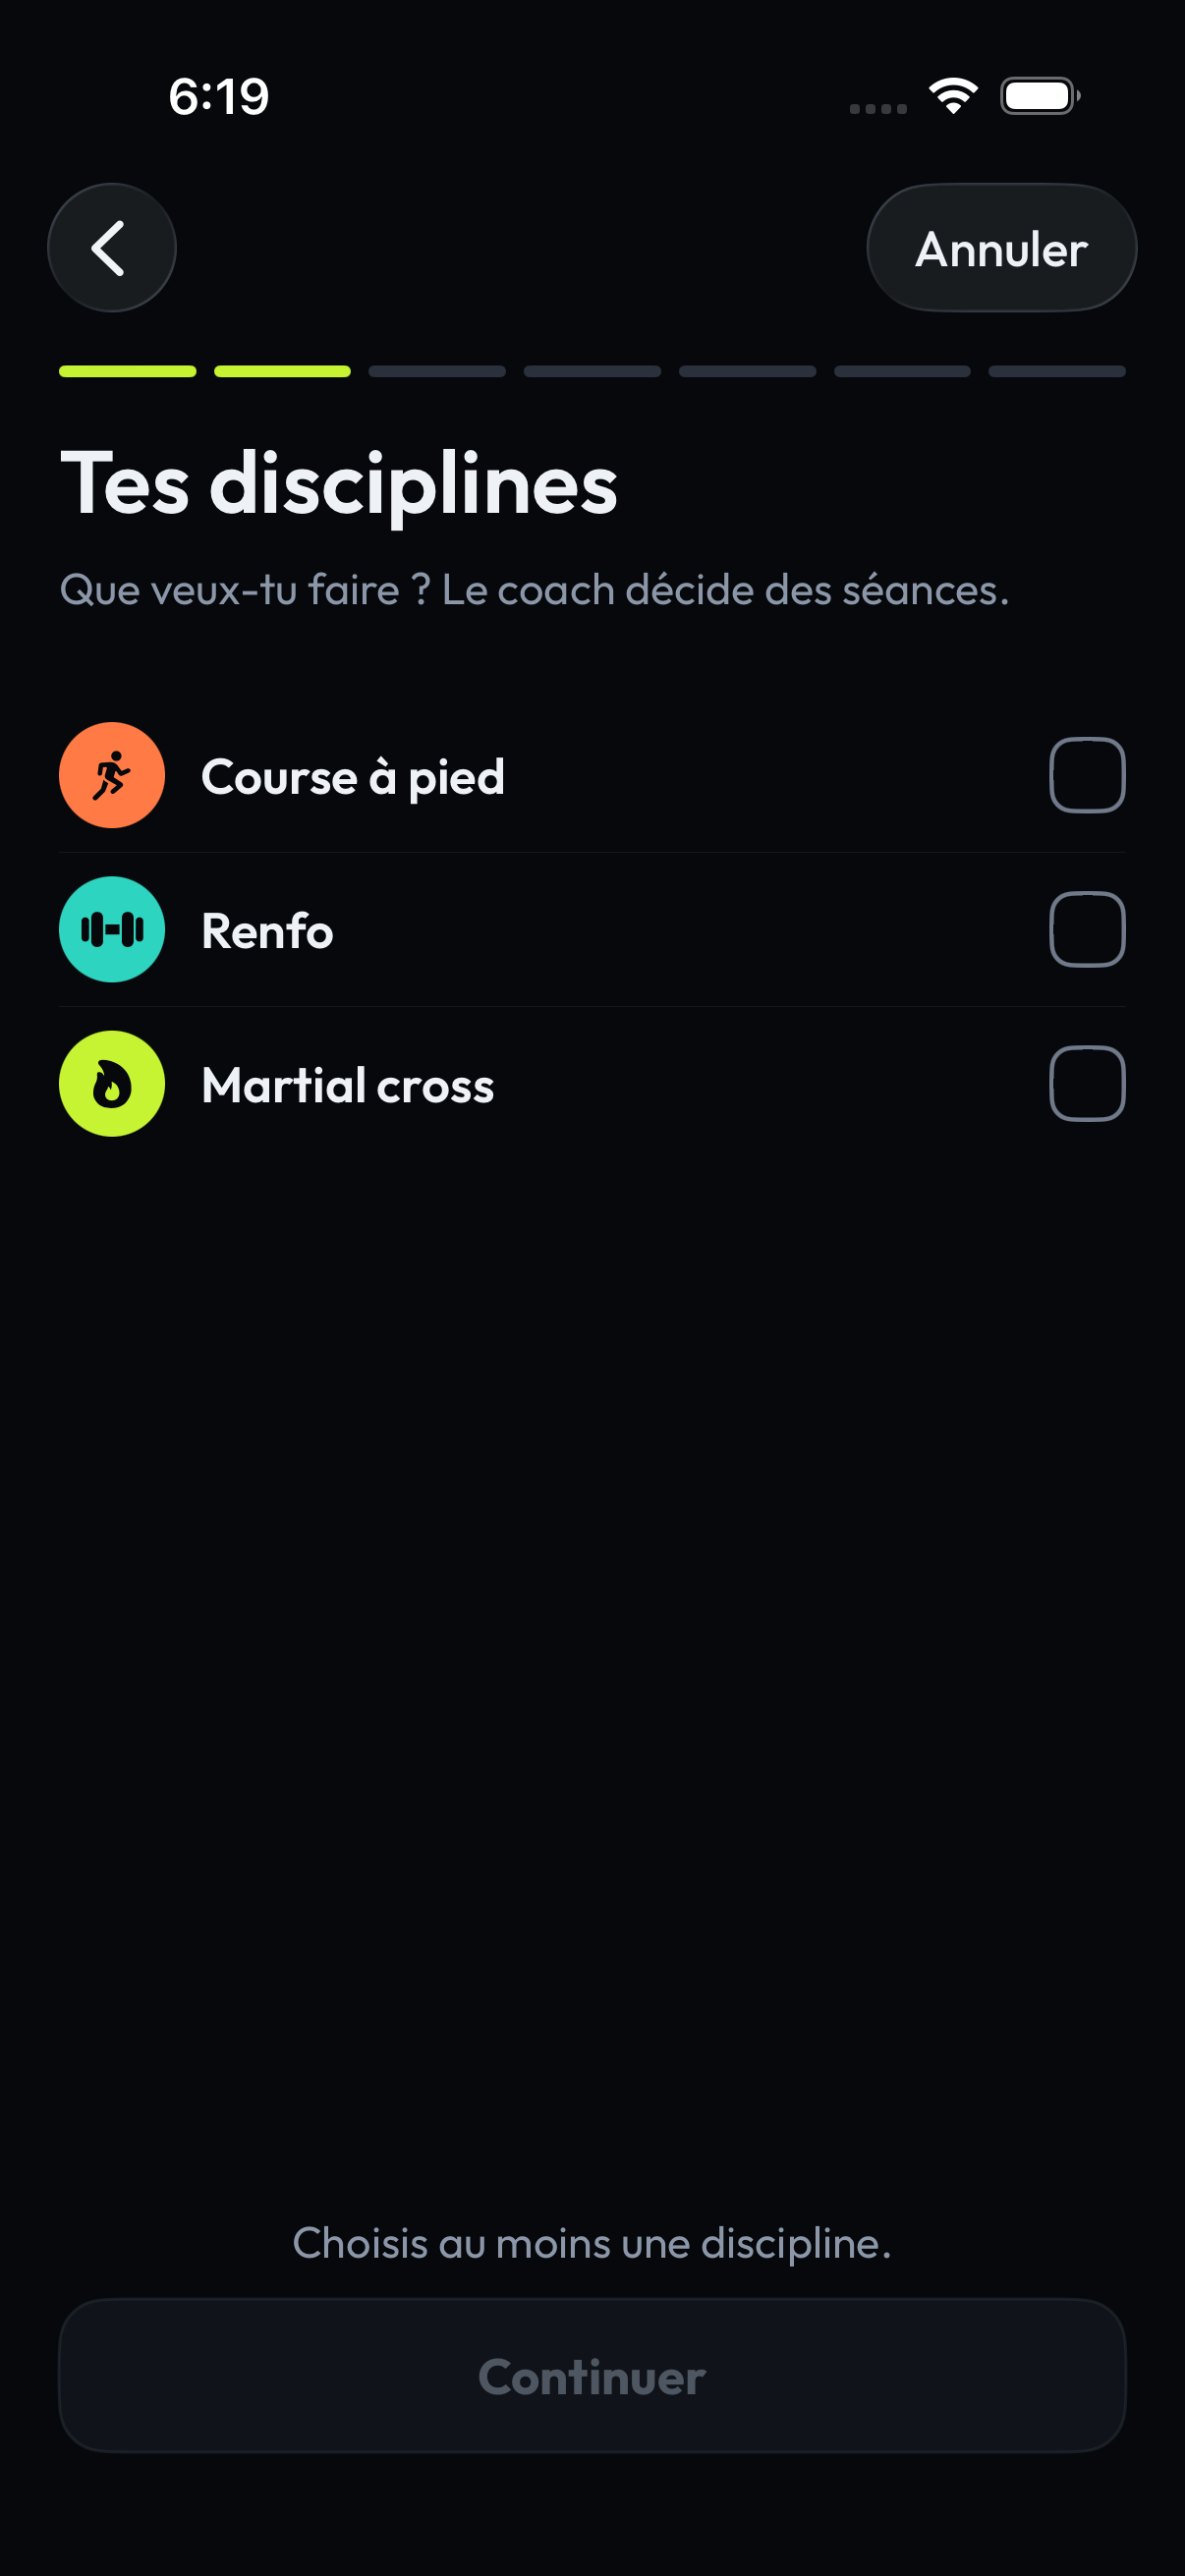 6:19
Annuler
Tes disciplines
Que veux-tu faire ? Le coach décide des séances.
Course à pied
Renfo
Martial cross
Choisis au moins une discipline.
Continuer